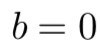 b = 0